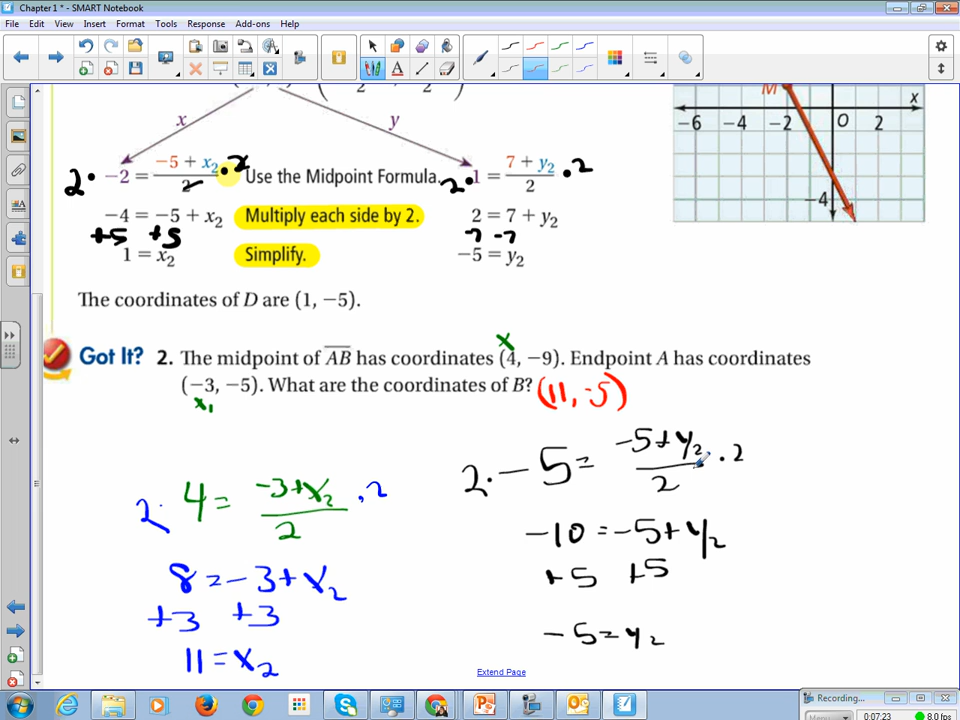 Chapter1 * - SMART Notebook
File Edit View Insert Format Tools Response Add-ons Help
2 2
x y
2 · −2 = −5 + x₂ / 2 · 2 Use the Midpoint Formula. 2 · 1 = 7 + y₂ / 2 · 2
−4 = −5 + x₂ Multiply each side by 2. 2 = 7 + y₂
+5 +5 -7 -7
1 = x₂ Simplify. −5 = y₂
M x
−6 −4 −2 O 2
−4
The coordinates of D are (1, −5).
x
Got It? 2. The midpoint of AB has coordinates (4, −9). Endpoint A has coordinates
(−3, −5). What are the coordinates of B? (11, -5)
x₁
2· 4 = -3+x₂ / 2 · 2
8 = -3+x₂
+3 +3
11 = x₂
2· -5 = -5+y₂ / 2 · 2
-10 = -5+y₂
+5 +5
-5 = y₂
Extend Page
Recording...
Menu 0:07:23 8.0 fps